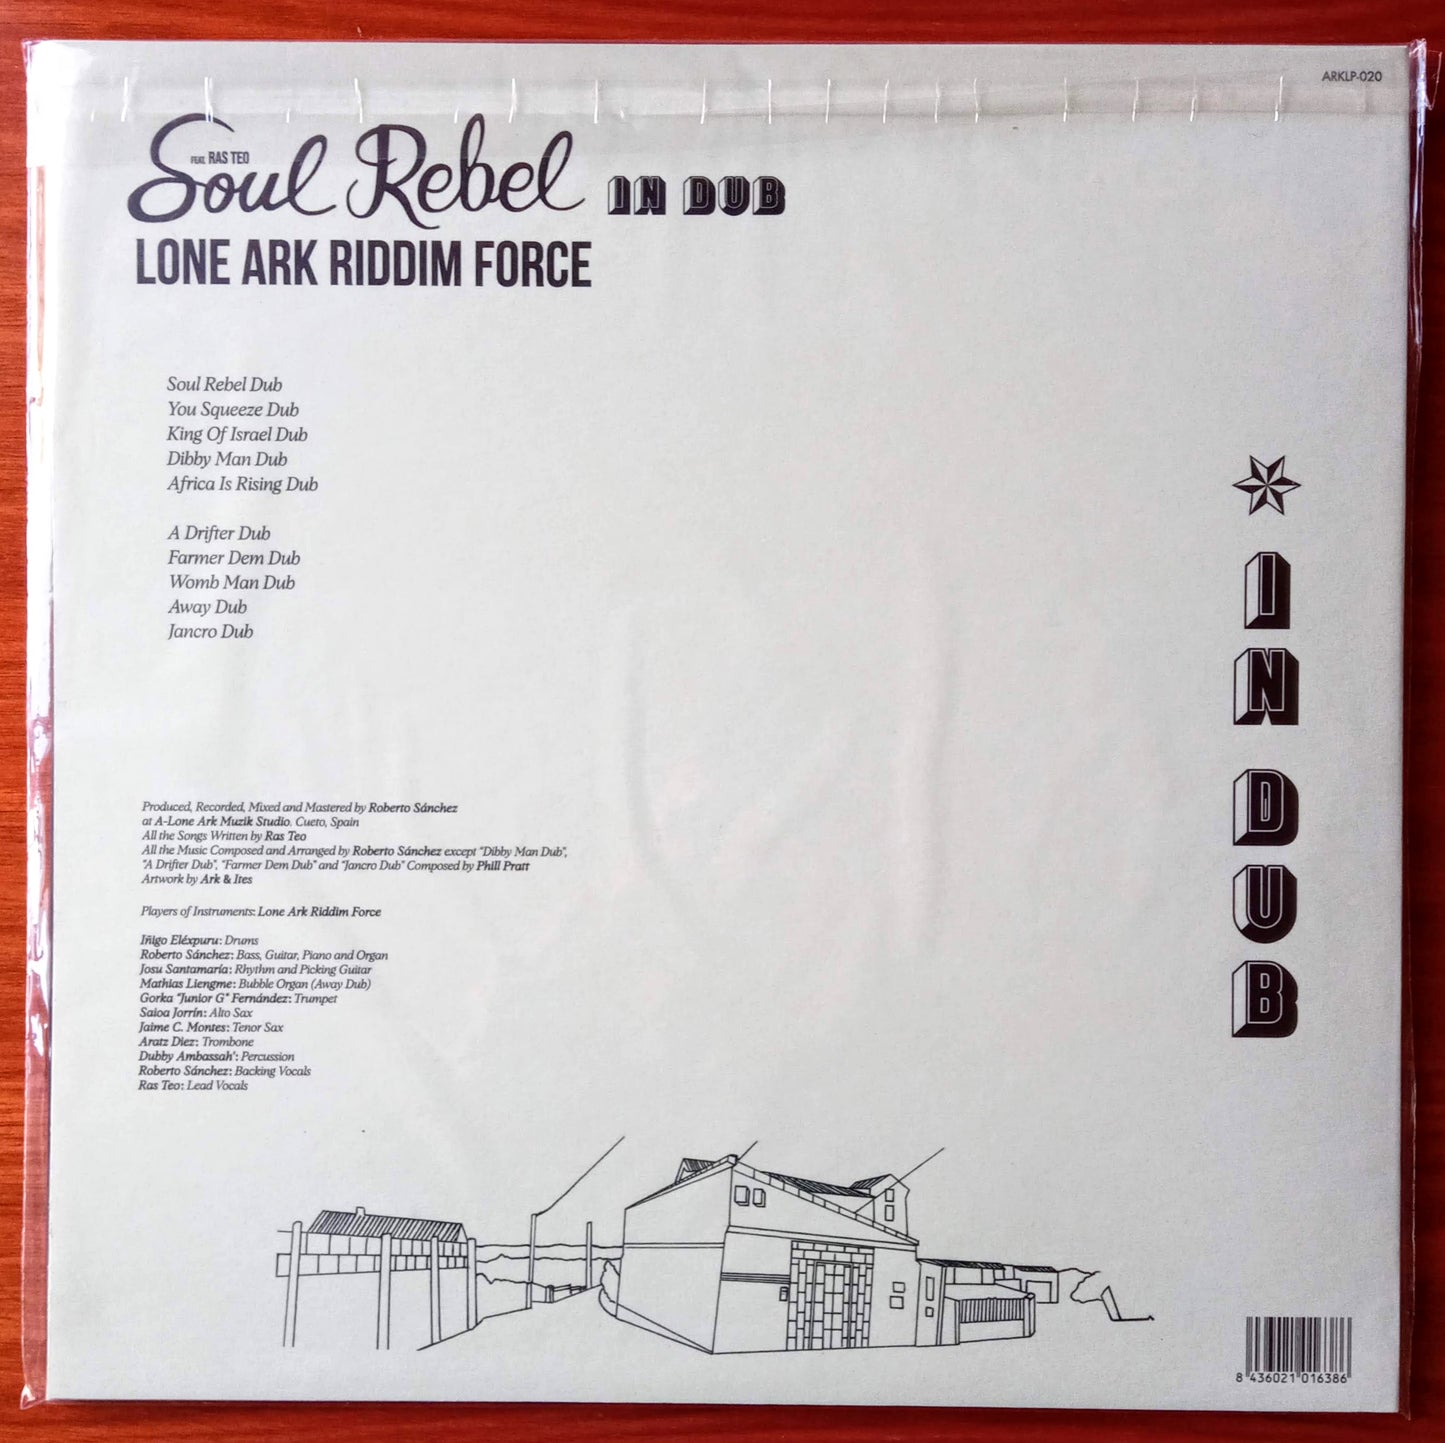 ARKLP-020
FEAT. RAS TEO
Soul Rebel IN DUB
LONE ARK RIDDIM FORCE
Soul Rebel Dub
You Squeeze Dub
King Of Israel Dub
Dibby Man Dub
Africa Is Rising Dub
A Drifter Dub
Farmer Dem Dub
Womb Man Dub
Away Dub
Jancro Dub
IN DUB
Produced, Recorded, Mixed and Mastered by Roberto Sánchez
at A-Lone Ark Muzik Studio. Cueto, Spain
All the Songs Written by Ras Teo
All the Music Composed and Arranged by Roberto Sánchez except "Dibby Man Dub",
"A Drifter Dub", "Farmer Dem Dub" and "Jancro Dub" Composed by Phill Pratt
Artwork by Ark & Ites
Players of Instruments: Lone Ark Riddim Force
Iñigo Eléxpuru: Drums
Roberto Sánchez: Bass, Guitar, Piano and Organ
Josu Santamaría: Rhythm and Picking Guitar
Mathias Liengme: Bubble Organ (Away Dub)
Gorka "Junior G" Fernández: Trumpet
Saioa Jorrín: Alto Sax
Jaime C. Montes: Tenor Sax
Aratz Diez: Trombone
Dubby Ambassah': Percussion
Roberto Sánchez: Backing Vocals
Ras Teo: Lead Vocals
8 436021 016386